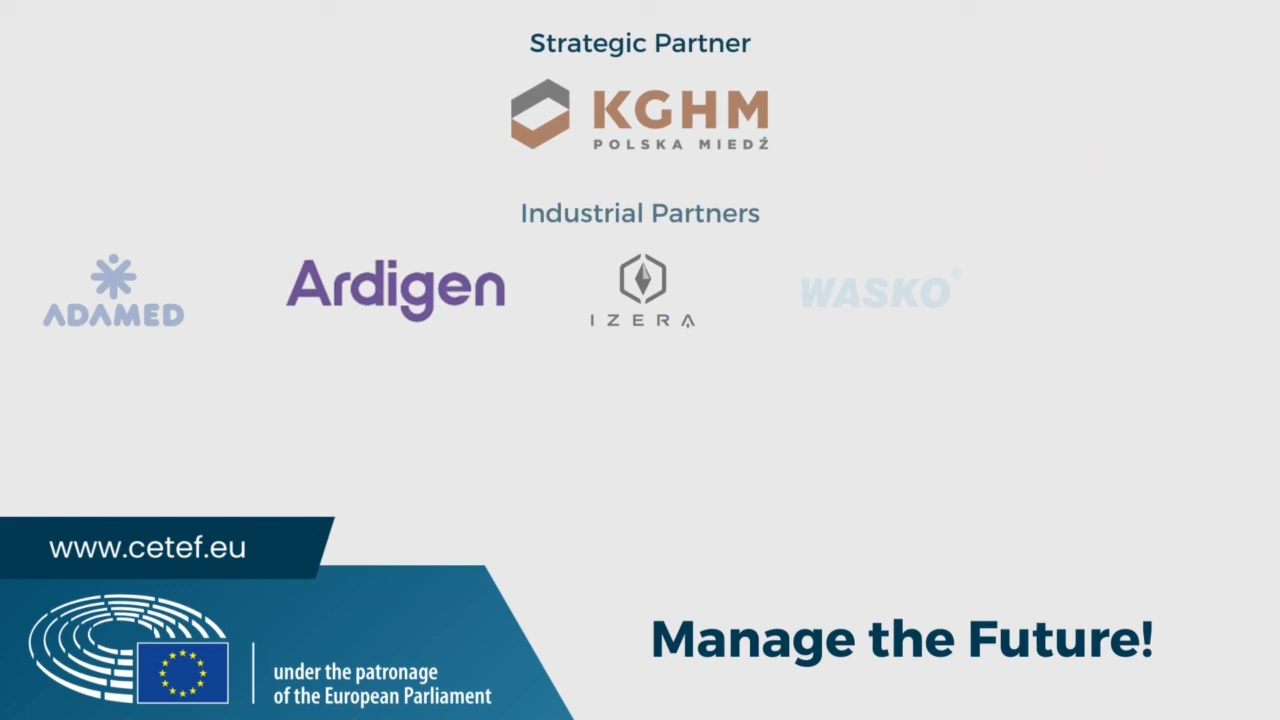 Strategic Partner
KGHM
POLSKA MIEDŹ
Industrial Partners
ADAMED
Ardigen
IZERA
WASKO
www.cetef.eu
under the patronage
of the European Parliament
Manage the Future!